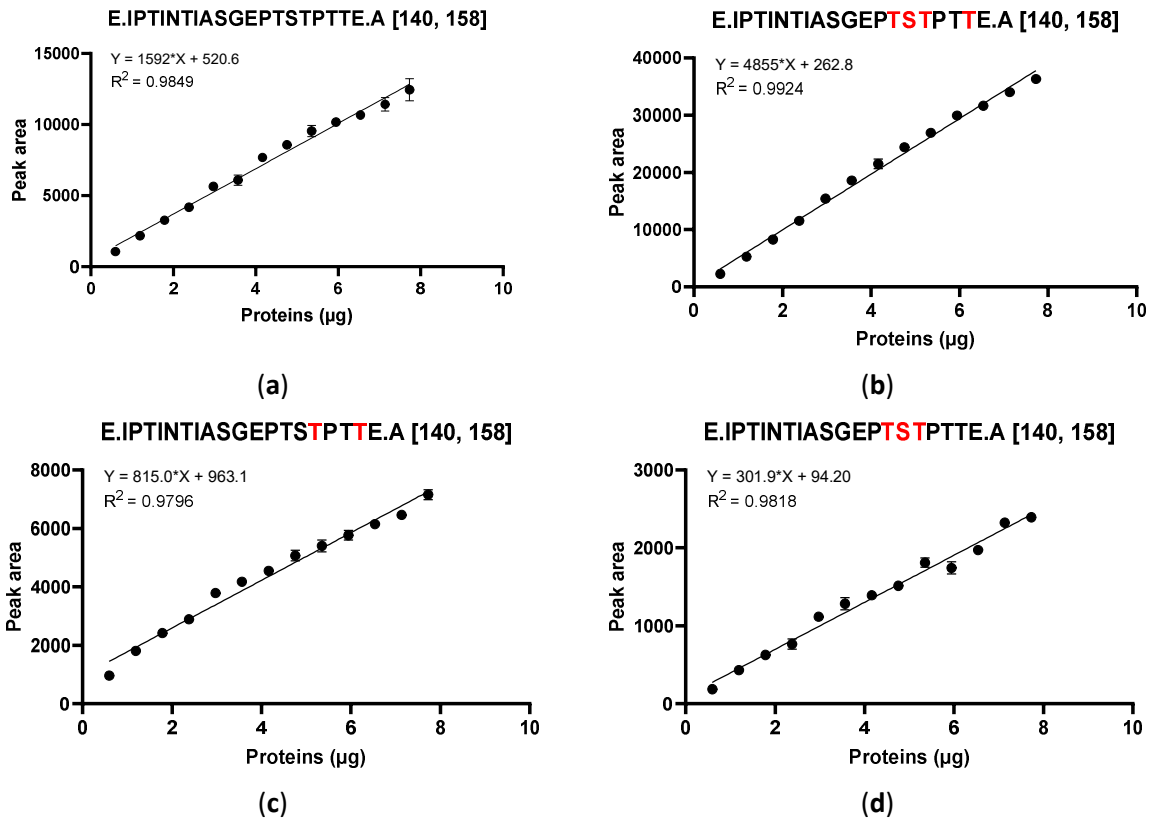 E.IPTINTIASGEPTSTPTTE.A [140, 158]
Y = 1592*X + 520.6
R2 = 0.9849
15000
10000
5000
0
Peak area
0 2 4 6 8 10
Proteins (µg)
(a)
E.IPTINTIASGEPTSTPTTE.A [140, 158]
Y = 4855*X + 262.8
R2 = 0.9924
40000
30000
20000
10000
0
Peak area
0 2 4 6 8 10
Proteins (µg)
(b)
E.IPTINTIASGEPTSTPTTE.A [140, 158]
Y = 815.0*X + 963.1
R2 = 0.9796
8000
6000
4000
2000
0
Peak area
0 2 4 6 8 10
Proteins (µg)
(c)
E.IPTINTIASGEPTSTPTTE.A [140, 158]
Y = 301.9*X + 94.20
R2 = 0.9818
3000
2000
1000
0
Peak area
0 2 4 6 8 10
Proteins (µg)
(d)